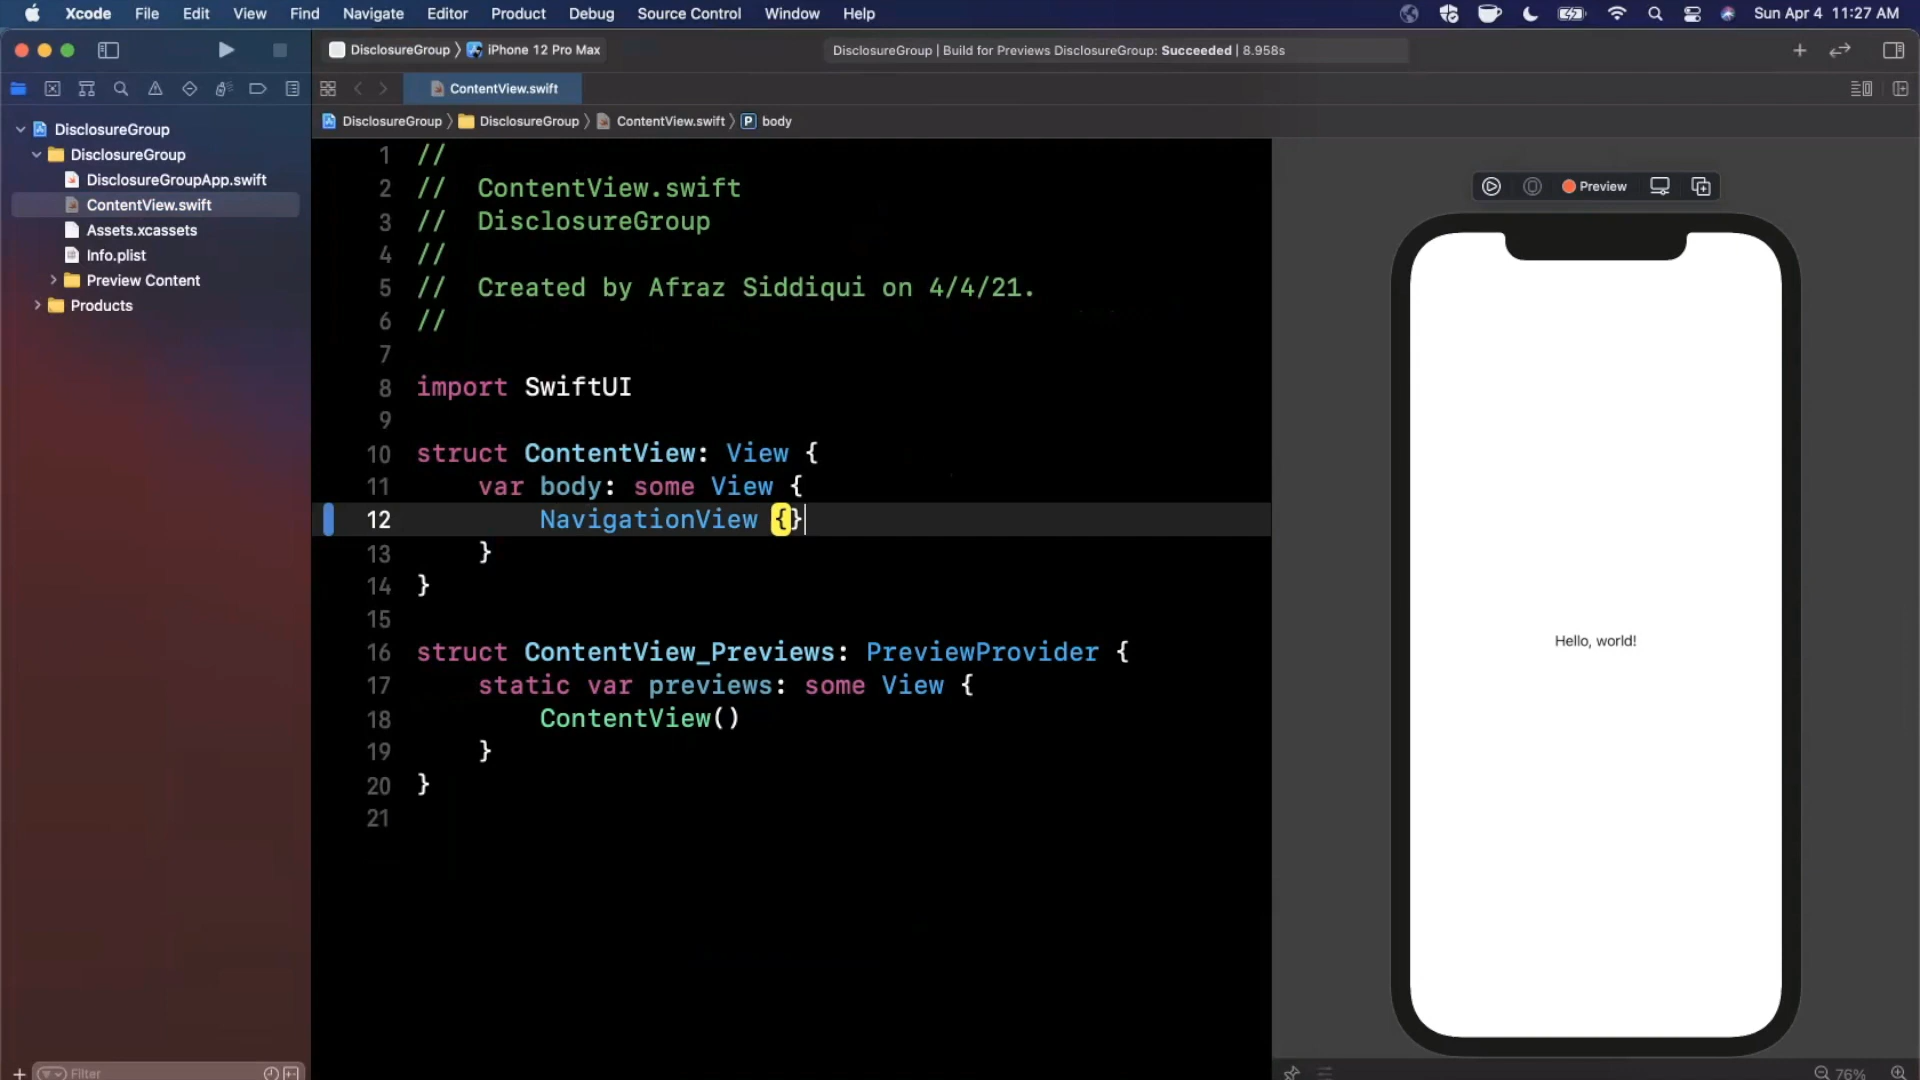 Xcode File Edit View Find Navigate Editor Product Debug Source Control Window Help Sun Apr 4 11:27 AM
DisclosureGroup iPhone 12 Pro Max DisclosureGroup | Build for Previews DisclosureGroup: Succeeded | 8.958s
ContentView.swift
DisclosureGroup DisclosureGroup ContentView.swift P body
DisclosureGroup
DisclosureGroup
DisclosureGroupApp.swift
ContentView.swift
Assets.xcassets
Info.plist
Preview Content
Products
Filter
1 //
2 // ContentView.swift
3 // DisclosureGroup
4 //
5 // Created by Afraz Siddiqui on 4/4/21.
6 //
7
8 import SwiftUI
9
10 struct ContentView: View {
11 var body: some View {
12 NavigationView {}
13 }
14 }
15
16 struct ContentView_Previews: PreviewProvider {
17 static var previews: some View {
18 ContentView()
19 }
20 }
21
Preview
Hello, world!
76%